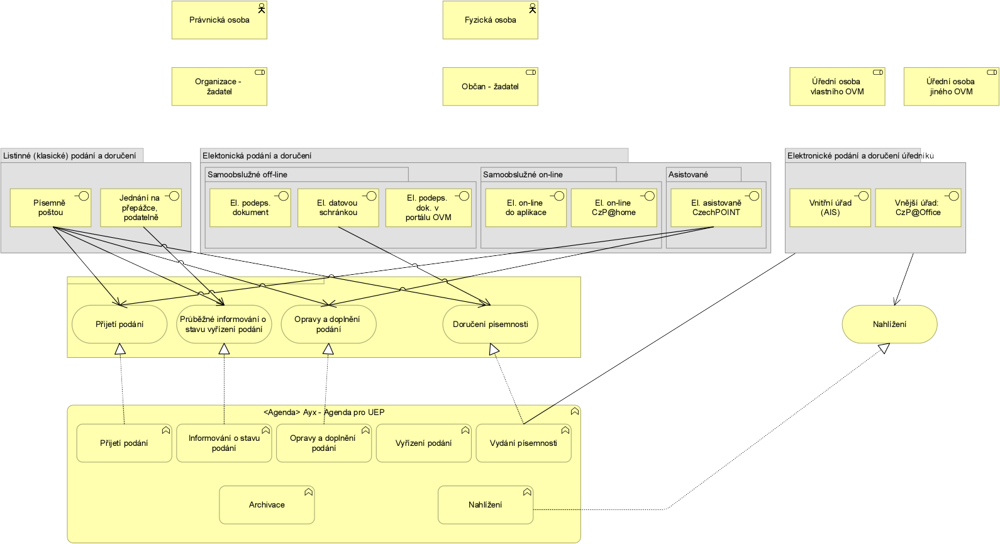 Právnická osoba
Fyzická osoba
Organizace -
žadatel
Občan - žadatel
Úřední osoba
vlastního OVM
Úřední osoba
jiného OVM
Listinné (klasické) podání a doručení
Elektonická podání a doručení
Elektronické podání a doručení úředníků
Samoobslužné off-line
Samoobslužné on-line
Asistované
Písemně
poštou
Jednání na
přepážce,
podatelně
El. podeps.
dokument
El. datovou
schránkou
El. podeps.
dok. v
portálu OVM
El. on-line
do aplikace
El. on-line
CzP@home
El. asistovaně
CzechPOINT
Vnitřní úřad
(AIS)
Vnější úřad:
CzP@Office
Přijetí podání
Průběžné informování o
stavu vyřízení podání
Opravy a doplnění
podání
Doručení písemnosti
Nahlížení
<Agenda> Ayx - Agenda pro UEP
Přijetí podání
Informování o stavu
podání
Opravy a doplnění
podání
Vyřízení podání
Vydání písemnosti
Archivace
Nahlížení